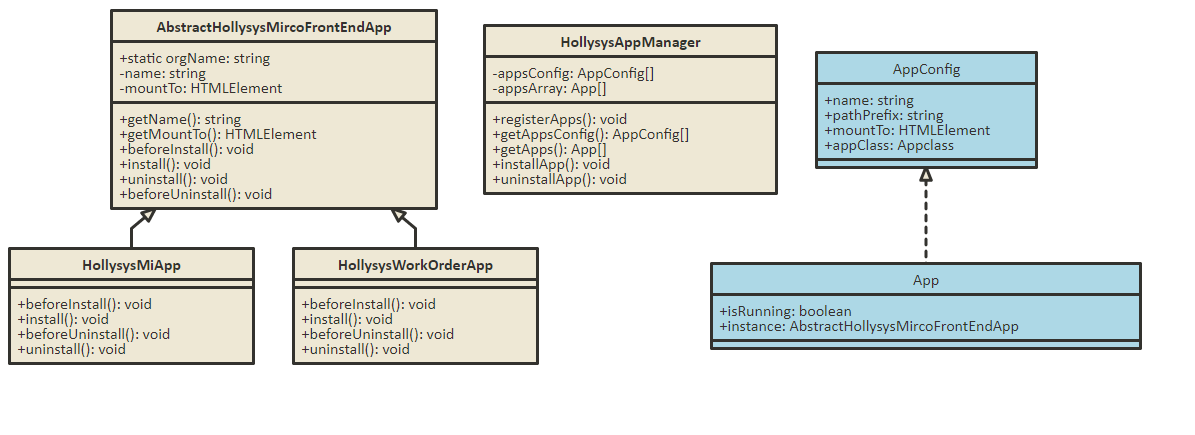 AbstractHollysysMircoFrontEndApp
+static orgName: string
-name: string
-mountTo: HTMLElement
+getName(): string
+getMountTo(): HTMLElement
+beforeInstall(): void
+install(): void
+uninstall(): void
+beforeUninstall(): void
HollysysAppManager
-appsConfig: AppConfig[]
-appsArray: App[]
+registerApps(): void
+getAppsConfig(): AppConfig[]
+getApps(): App[]
+installApp(): void
+uninstallApp(): void
AppConfig
+name: string
+pathPrefix: string
+mountTo: HTMLElement
+appClass: Appclass
HollysysMiApp
+beforeInstall(): void
+install(): void
+beforeUninstall(): void
+uninstall(): void
HollysysWorkOrderApp
+beforeInstall(): void
+install(): void
+beforeUninstall(): void
+uninstall(): void
App
+isRunning: boolean
+instance: AbstractHollysysMircoFrontEndApp